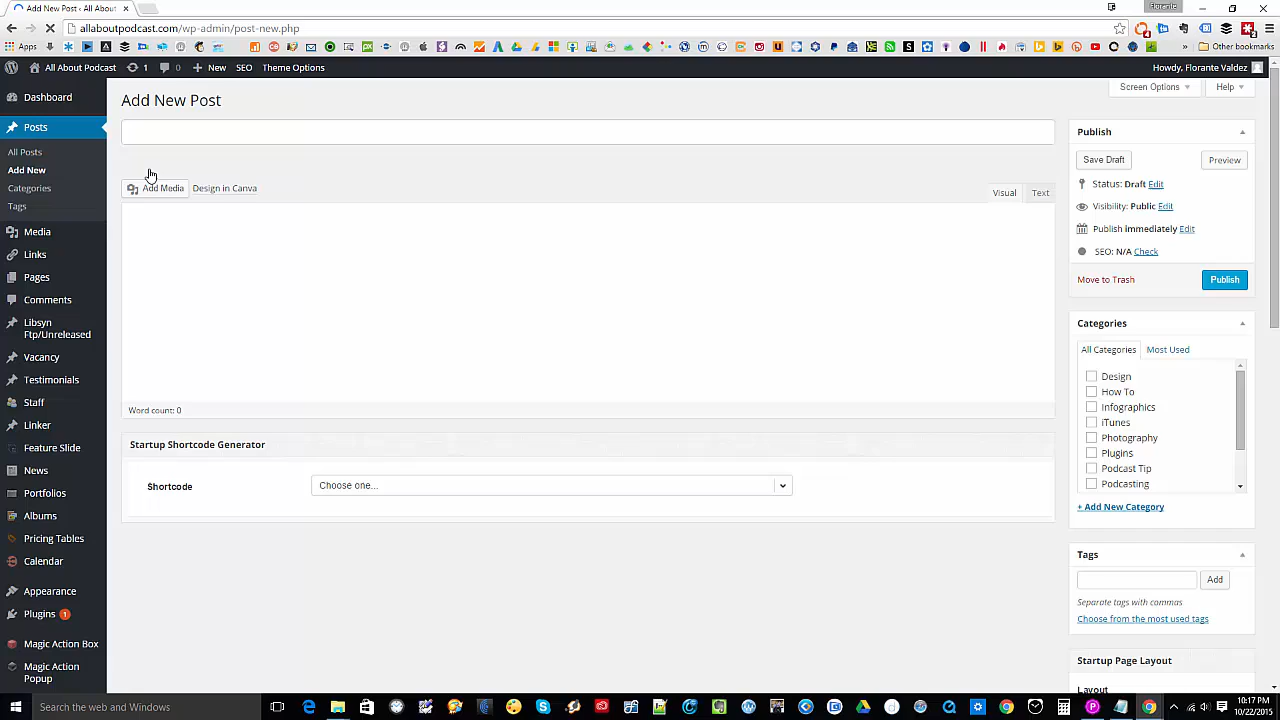 Add New Post ‹ All About
Florante
allaboutpodcast.com/wp-admin/post-new.php
Apps
Other bookmarks
All About Podcast
1
0
New
SEO
Theme Options
Howdy, Florante Valdez
Dashboard
Posts
All Posts
Add New
Categories
Tags
Media
Links
Pages
Comments
Libsyn
Ftp/Unreleased
Vacancy
Testimonials
Staff
Linker
Feature Slide
News
Portfolios
Albums
Pricing Tables
Calendar
Appearance
Plugins 1
Magic Action Box
Magic Action
Popup
Add New Post
Screen Options
Help
Add Media
Design in Canva
Visual
Text
Word count: 0
Startup Shortcode Generator
Shortcode
Choose one...
Publish
Save Draft
Preview
Status: Draft Edit
Visibility: Public Edit
Publish immediately Edit
SEO: N/A Check
Move to Trash
Publish
Categories
All Categories
Most Used
Design
How To
Infographics
iTunes
Photography
Plugins
Podcast Tip
Podcasting
+ Add New Category
Tags
Add
Separate tags with commas
Choose from the most used tags
Startup Page Layout
Layout
Search the web and Windows
10:17 PM
10/22/2015